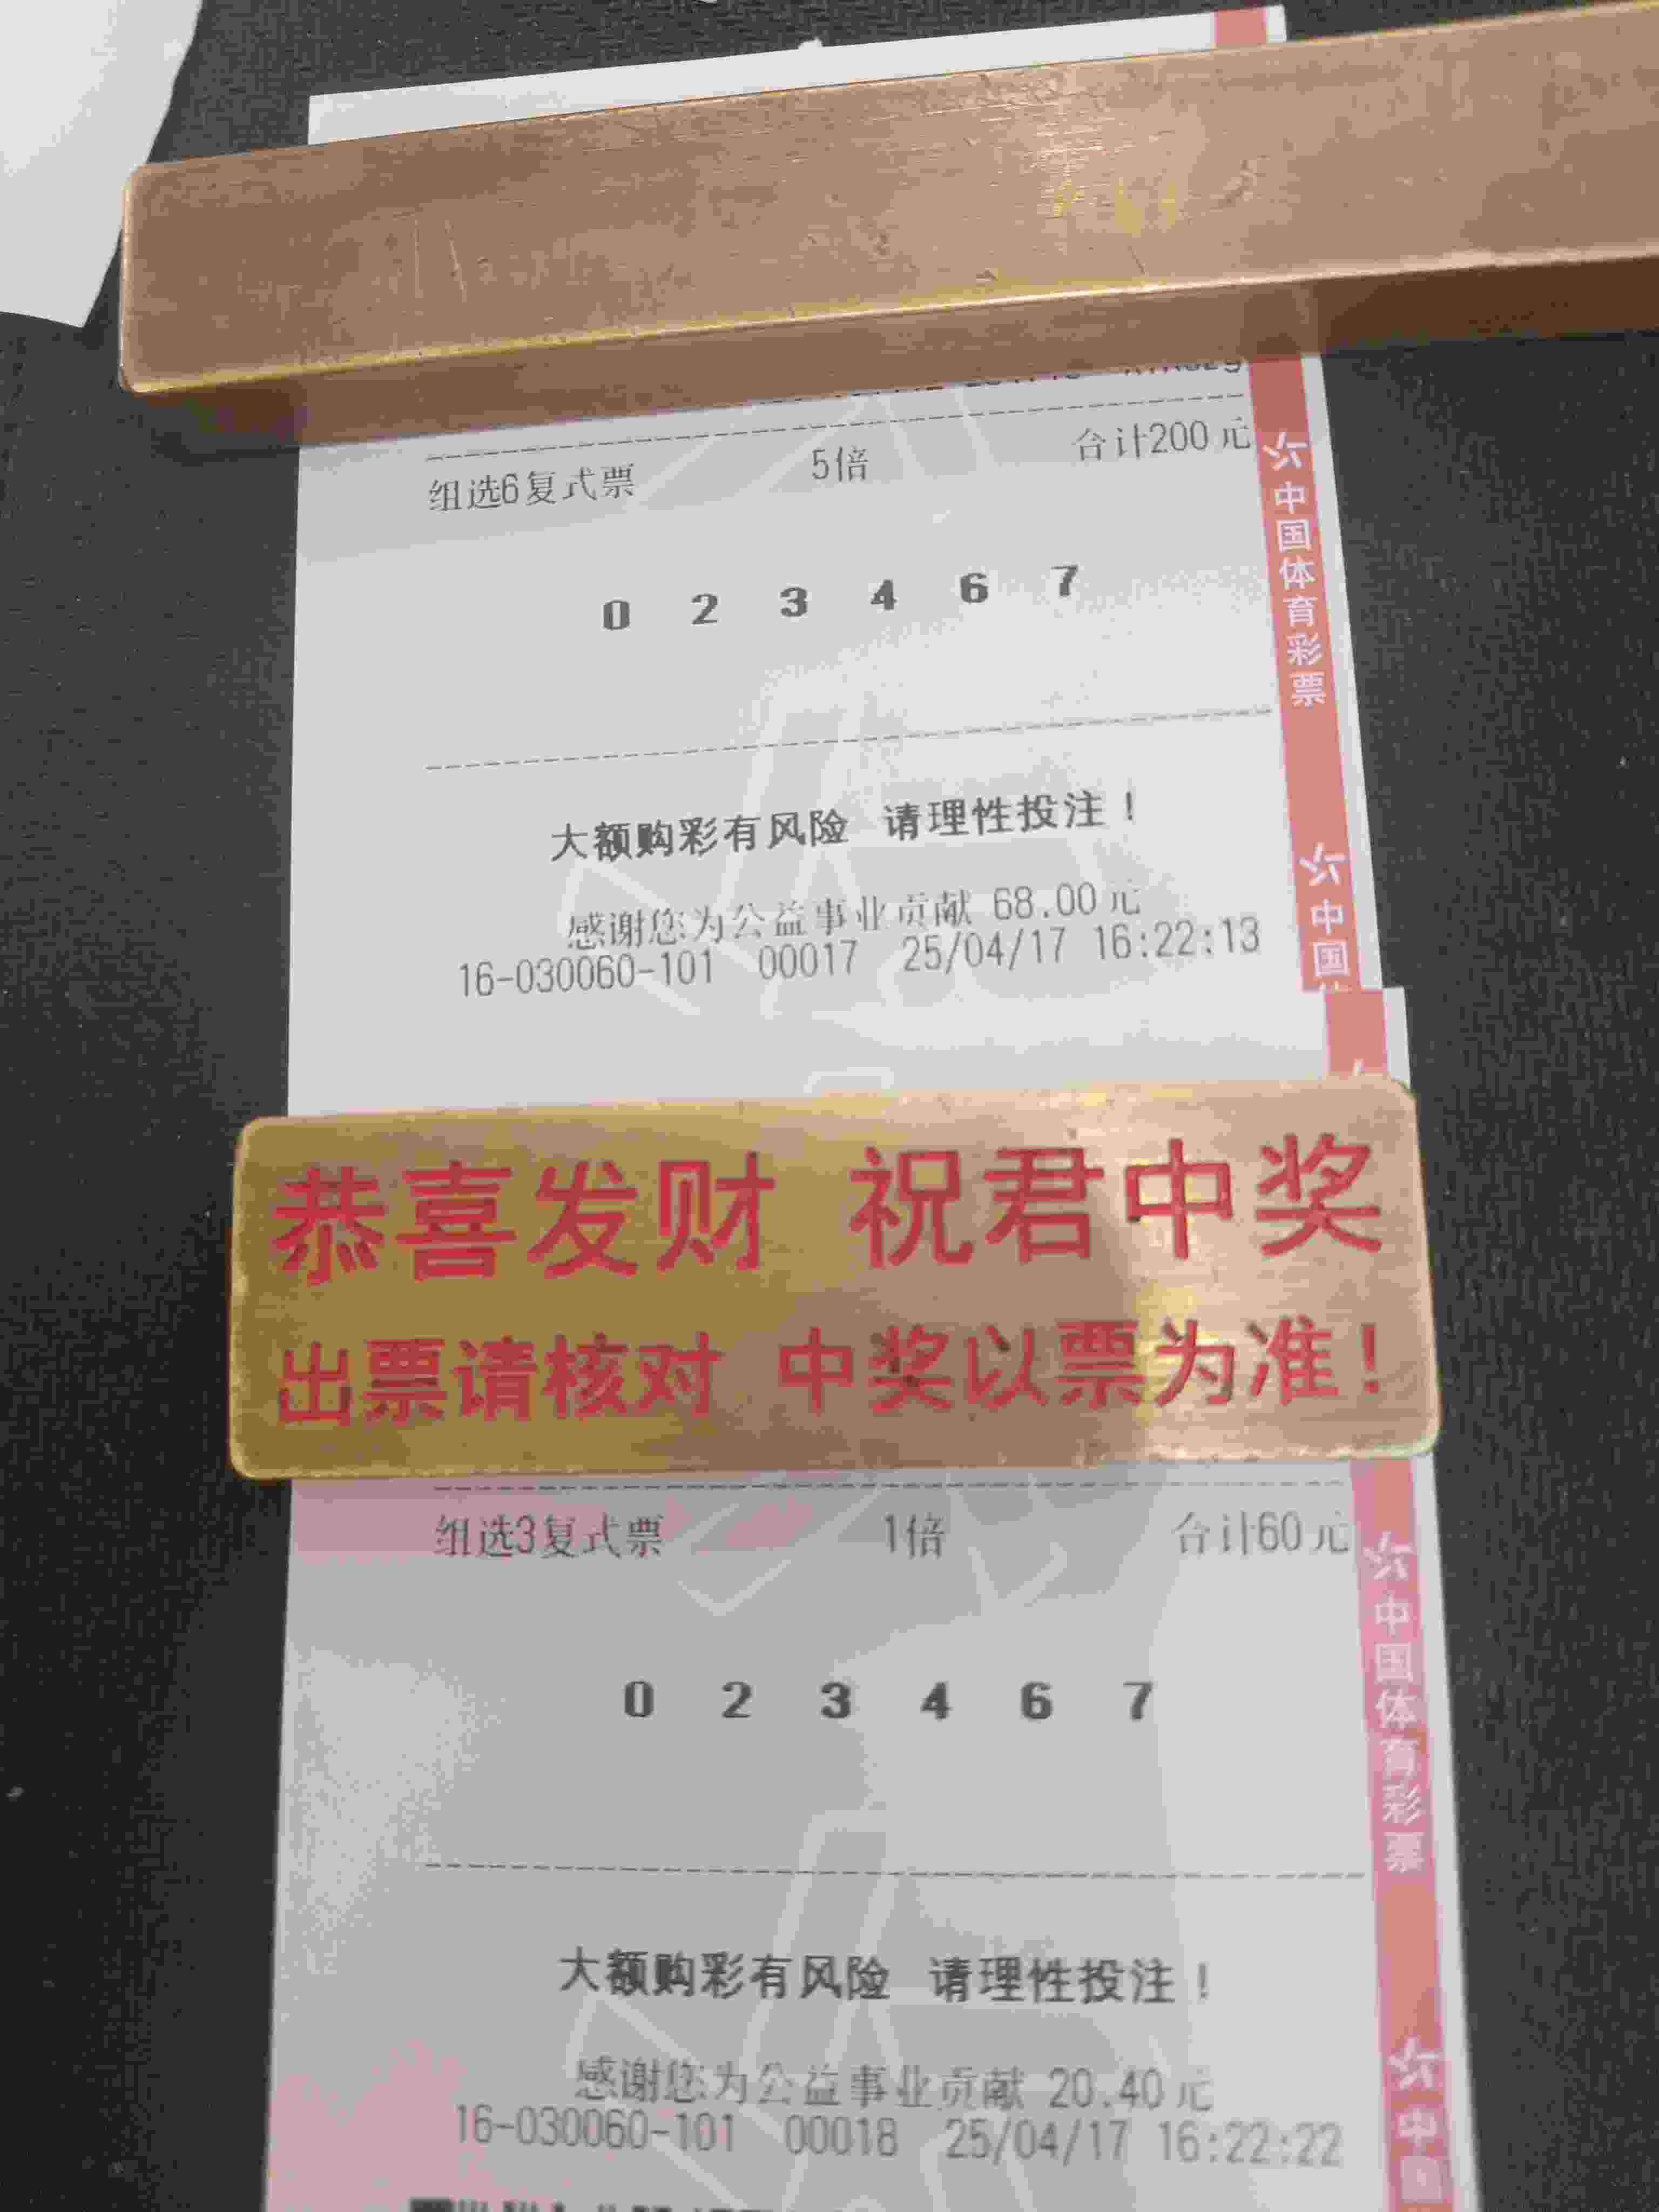 组选6复式票 5倍 合计200元
0 2 3 4 6 7
大额购彩有风险 请理性投注！
感谢您为公益事业贡献 68.00元
16-030060-101 00017 25/04/17 16:22:13
中国体育彩票
中国
恭喜发财 祝君中奖
出票请核对 中奖以票为准！
组选3复式票 1倍 合计60元
0 2 3 4 6 7
大额购彩有风险 请理性投注！
感谢您为公益事业贡献 20.40元
16-030060-101 00018 25/04/17 16:22:22
中国体育彩票
中国